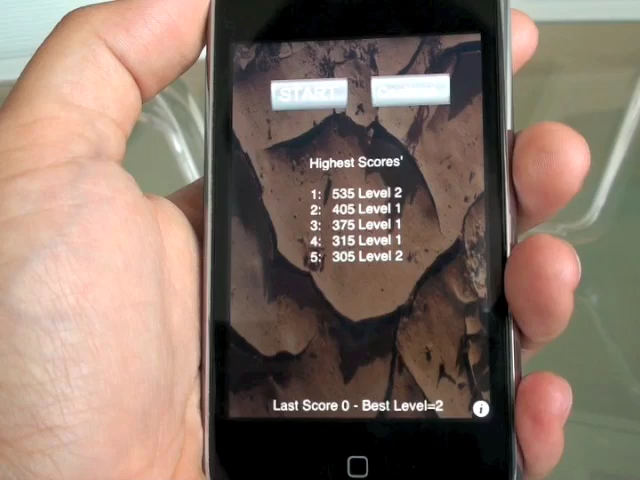 START
Highest Scores'
1: 535 Level 2
2: 405 Level 1
3: 375 Level 1
4: 315 Level 1
5: 305 Level 2
Last Score 0 - Best Level=2
i